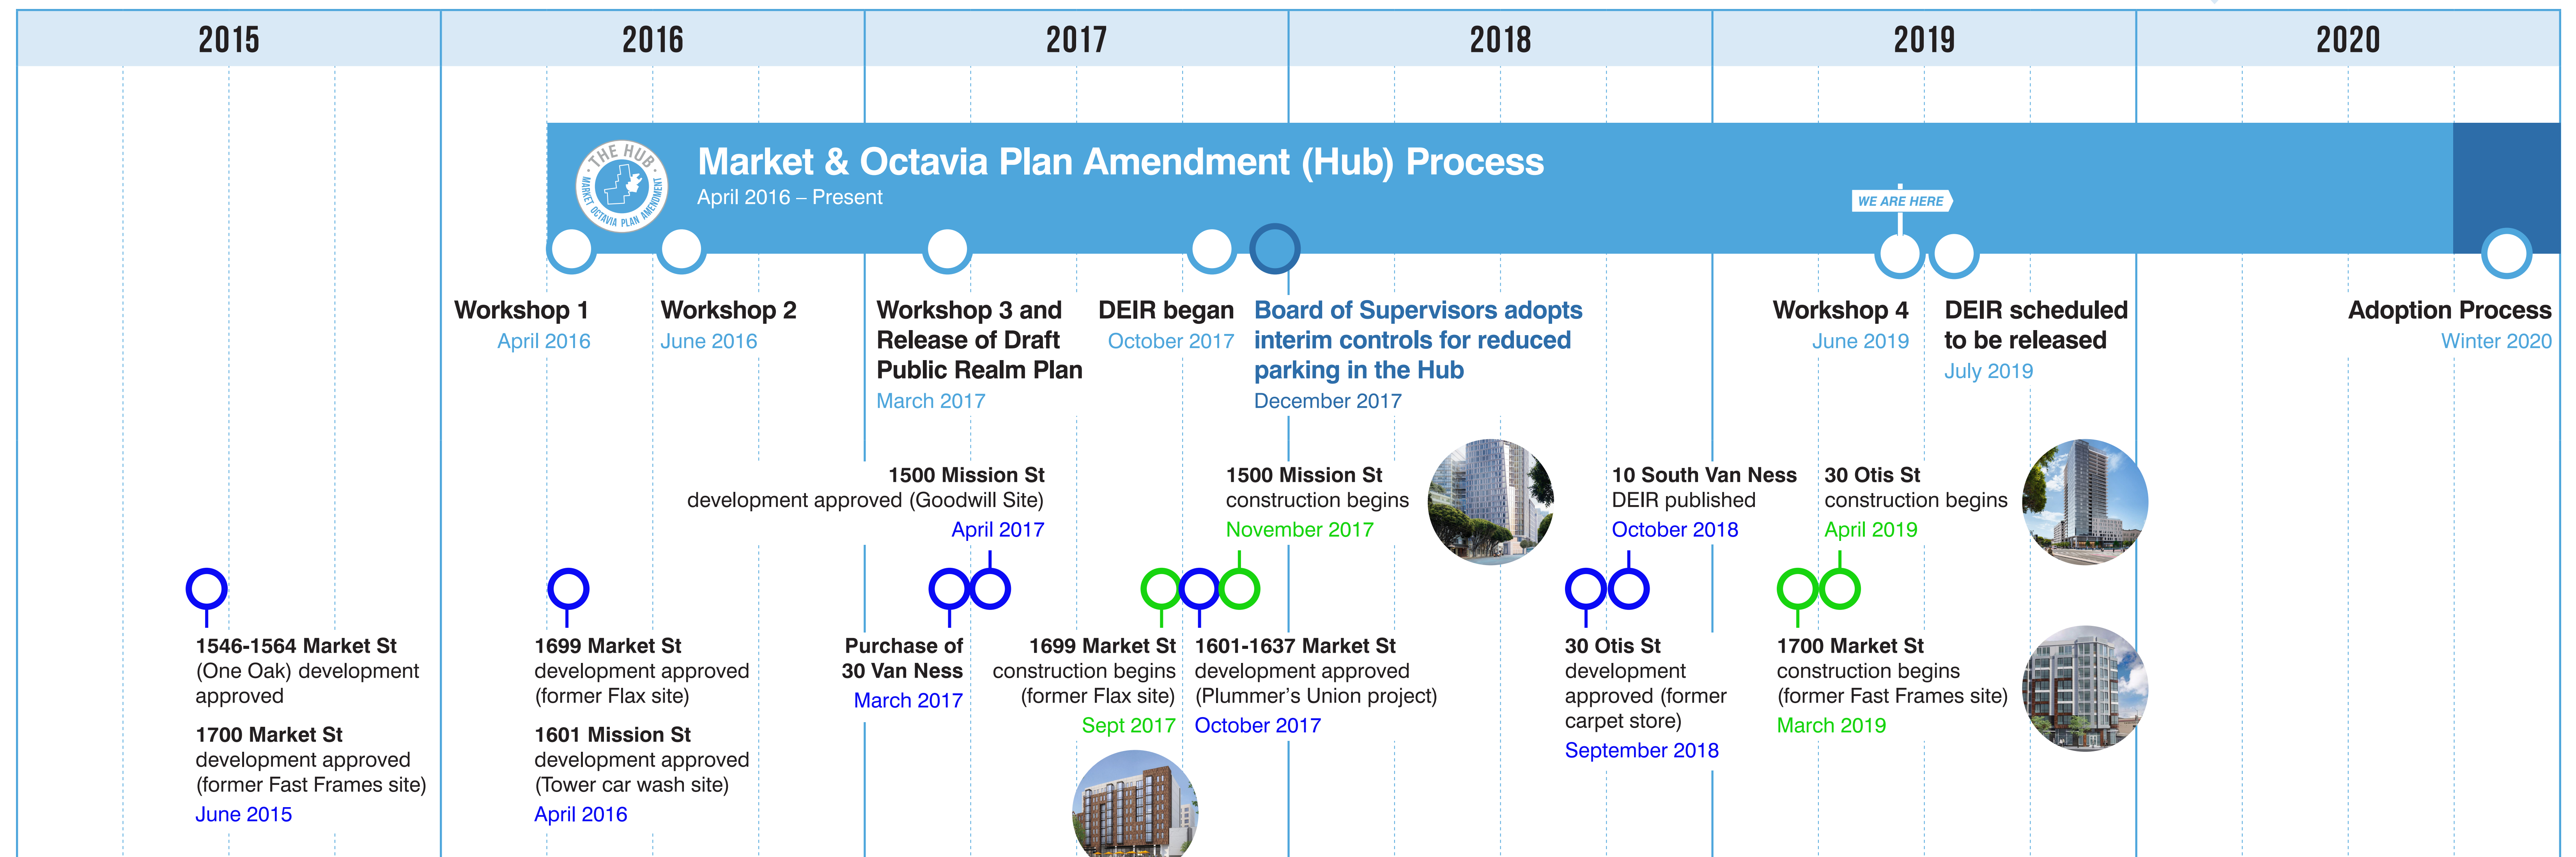 2015
2016
2017
2018
2019
2020
THE HUB
MARKET OCTAVIA PLAN AMENDMENT
Market & Octavia Plan Amendment (Hub) Process
April 2016 – Present
WE ARE HERE
Workshop 1
April 2016
Workshop 2
June 2016
Workshop 3 and
Release of Draft
Public Realm Plan
March 2017
DEIR began
October 2017
Board of Supervisors adopts
interim controls for reduced
parking in the Hub
December 2017
Workshop 4
June 2019
DEIR scheduled
to be released
July 2019
Adoption Process
Winter 2020
1500 Mission St
development approved (Goodwill Site)
April 2017
1500 Mission St
construction begins
November 2017
10 South Van Ness
DEIR published
October 2018
30 Otis St
construction begins
April 2019
1546-1564 Market St
(One Oak) development
approved
1700 Market St
development approved
(former Fast Frames site)
June 2015
1699 Market St
development approved
(former Flax site)
1601 Mission St
development approved
(Tower car wash site)
April 2016
Purchase of
30 Van Ness
March 2017
1699 Market St
construction begins
(former Flax site)
Sept 2017
1601-1637 Market St
development approved
(Plummer’s Union project)
October 2017
30 Otis St
development
approved (former
carpet store)
September 2018
1700 Market St
construction begins
(former Fast Frames site)
March 2019